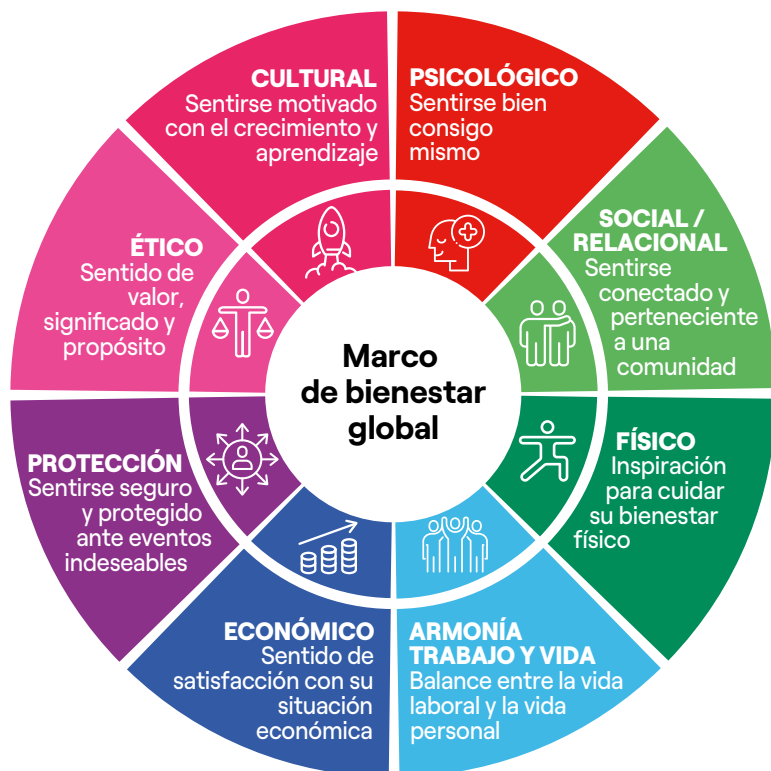 CULTURAL
Sentirse motivado
con el crecimiento y
aprendizaje
PSICOLÓGICO
Sentirse bien
consigo
mismo
SOCIAL /
RELACIONAL
Sentirse
conectado y
perteneciente
a una
comunidad
FÍSICO
Inspiración
para cuidar
su bienestar
físico
ARMONÍA
TRABAJO Y VIDA
Balance entre la vida
laboral y la vida
personal
ECONÓMICO
Sentido de
satisfacción con su
situación
económica
PROTECCIÓN
Sentirse seguro
y protegido
ante eventos
indeseables
ÉTICO
Sentido de
valor,
significado y
propósito
Marco
de bienestar
global